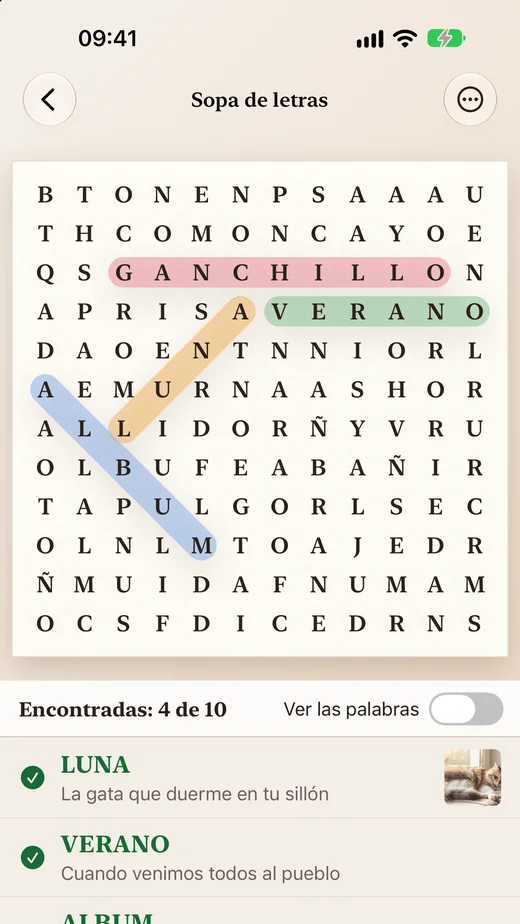 09:41
Sopa de letras
B T O N E N P S A A A U
T H C O M O N C A Y O E
Q S G A N C H I L L O N
A P R I S A V E R A N O
D A O E N T N N I O R L
A E M U R N A A S H O R
A L L I D O R Ñ Y V R U
O L B U F E A B A Ñ I R
T A P U L G O R L S E C
O L N L M T O A J E D R
Ñ M U I D A F N U M A M
O C S F D I C E D R N S
Encontradas: 4 de 10
Ver las palabras
LUNA
La gata que duerme en tu sillón
VERANO
Cuando venimos todos al pueblo
ALBUM